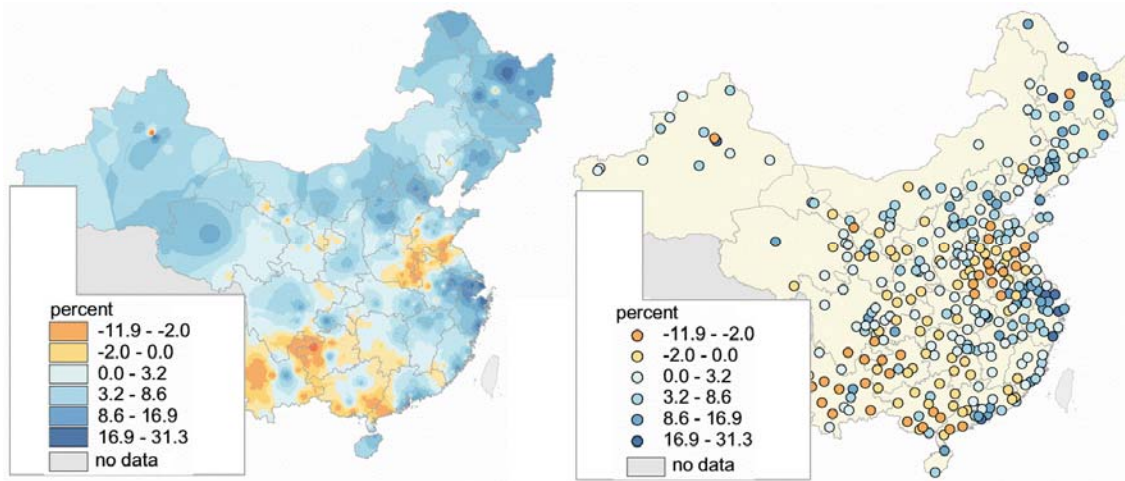 percent
-11.9 - -2.0
-2.0 - 0.0
0.0 - 3.2
3.2 - 8.6
8.6 - 16.9
16.9 - 31.3
no data
percent
-11.9 - -2.0
-2.0 - 0.0
0.0 - 3.2
3.2 - 8.6
8.6 - 16.9
16.9 - 31.3
no data